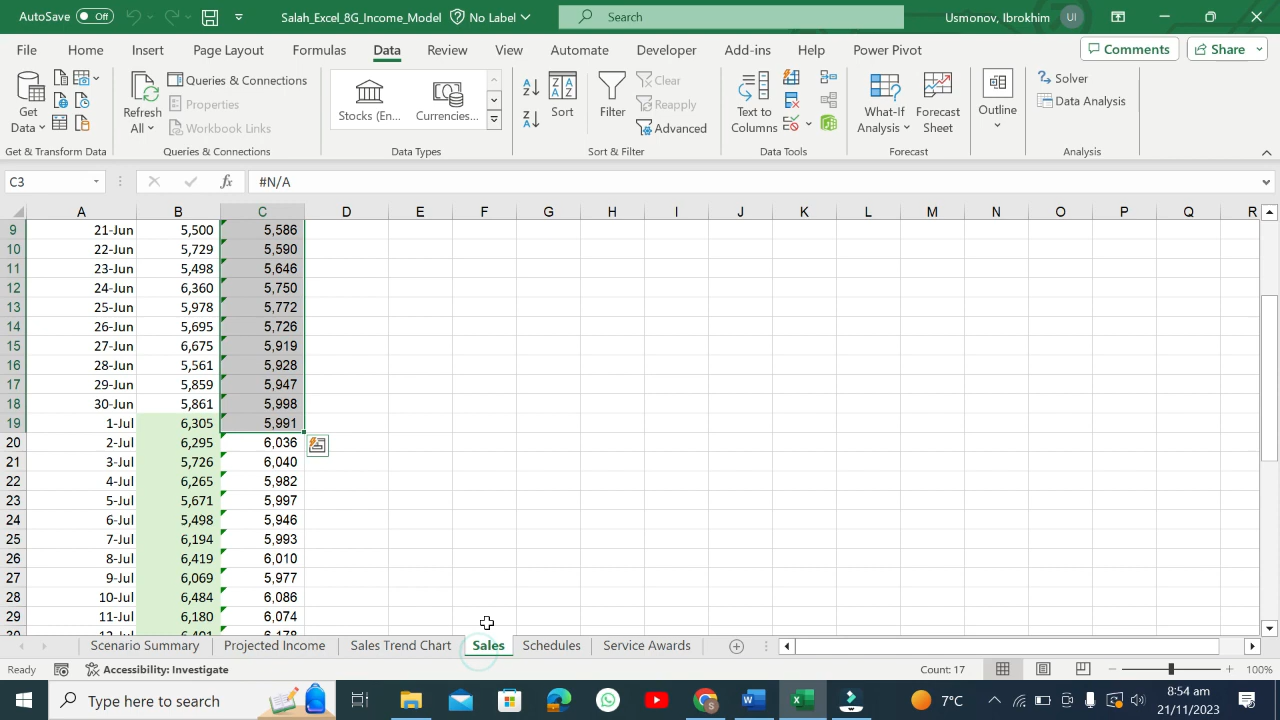 AutoSave Off Salah_Excel_8G_Income_Model No Label Search Usmonov, Ibrokhim UI
File Home Insert Page Layout Formulas Data Review View Automate Developer Add-ins Help Power Pivot Comments Share
Get Data Refresh All Queries & Connections Properties Workbook Links Stocks (En... Currencies... Sort Filter Clear Reapply Advanced Text to Columns What-If Analysis Forecast Sheet Outline Solver Data Analysis
Get & Transform Data Queries & Connections Data Types Sort & Filter Data Tools Forecast Analysis
C3 fx #N/A
A B C D E F G H I J K L M N O P Q R
9 21-Jun 5,500 5,586
10 22-Jun 5,729 5,590
11 23-Jun 5,498 5,646
12 24-Jun 6,360 5,750
13 25-Jun 5,978 5,772
14 26-Jun 5,695 5,726
15 27-Jun 6,675 5,919
16 28-Jun 5,561 5,928
17 29-Jun 5,859 5,947
18 30-Jun 5,861 5,998
19 1-Jul 6,305 5,991
20 2-Jul 6,295 6,036
21 3-Jul 5,726 6,040
22 4-Jul 6,265 5,982
23 5-Jul 5,671 5,997
24 6-Jul 5,498 5,946
25 7-Jul 6,194 5,993
26 8-Jul 6,419 6,010
27 9-Jul 6,069 5,977
28 10-Jul 6,484 6,086
29 11-Jul 6,180 6,074
Scenario Summary Projected Income Sales Trend Chart Sales Schedules Service Awards
Ready Accessibility: Investigate Count: 17 100%
Type here to search 7°C 8:54 am
21/11/2023